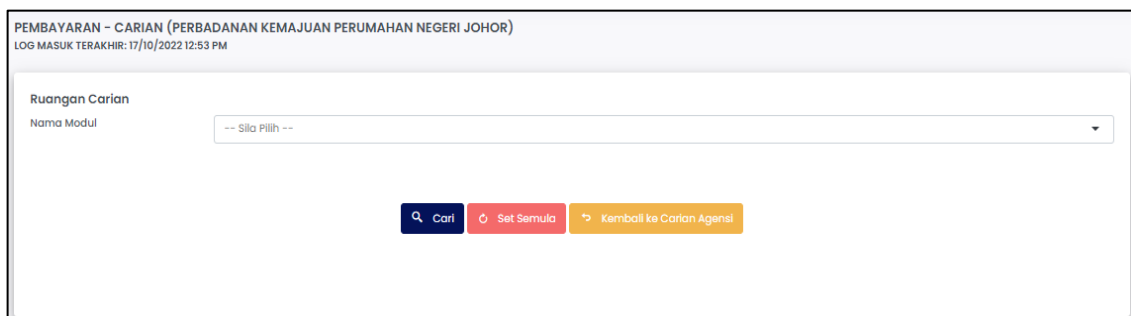 PEMBAYARAN - CARIAN (PERBADANAN KEMAJUAN PERUMAHAN NEGERI JOHOR)
LOG MASUK TERAKHIR: 17/10/2022 12:53 PM
Ruangan Carian
Nama Modul
-- Sila Pilih --
Cari
Set Semula
Kembali ke Carian Agensi